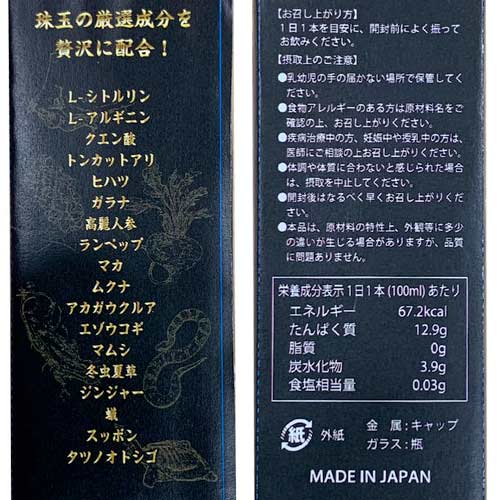 珠玉の厳選成分を
贅沢に配合！
L-シトルリン
L-アルギニン
クエン酸
トンカットアリ
ヒハツ
ガラナ
高麗人参
ランペップ
マカ
ムクナ
アカガウクルア
エゾウコギ
マムシ
冬虫夏草
ジンジャー
蟻
スッポン
タツノオトシゴ
【お召し上がり方】
1日1本を目安に、開封前によく振って
お飲みください。
【摂取上のご注意】
●乳幼児の手の届かない場所で保管してく
ださい。
●食物アレルギーのある方は原材料名をご
確認の上、お召し上がりください。
●疾病治療中の方、妊娠中や授乳中の方は、
医師にご相談の上お召し上がりください。
●体調や体質に合わないと感じられた場合
は、摂取を中止してください。
●開封後はなるべく早くお召し上がりくだ
さい。
●本品は、原材料の特性上、外観等に多少
の違いが生じる場合がありますが、品質
に問題ありません。
栄養成分表示 1日1本(100ml)あたり
エネルギー 67.2kcal
たんぱく質 12.9g
脂質 0g
炭水化物 3.9g
食塩相当量 0.03g
紙 外紙 金属:キャップ
ガラス:瓶
MADE IN JAPAN